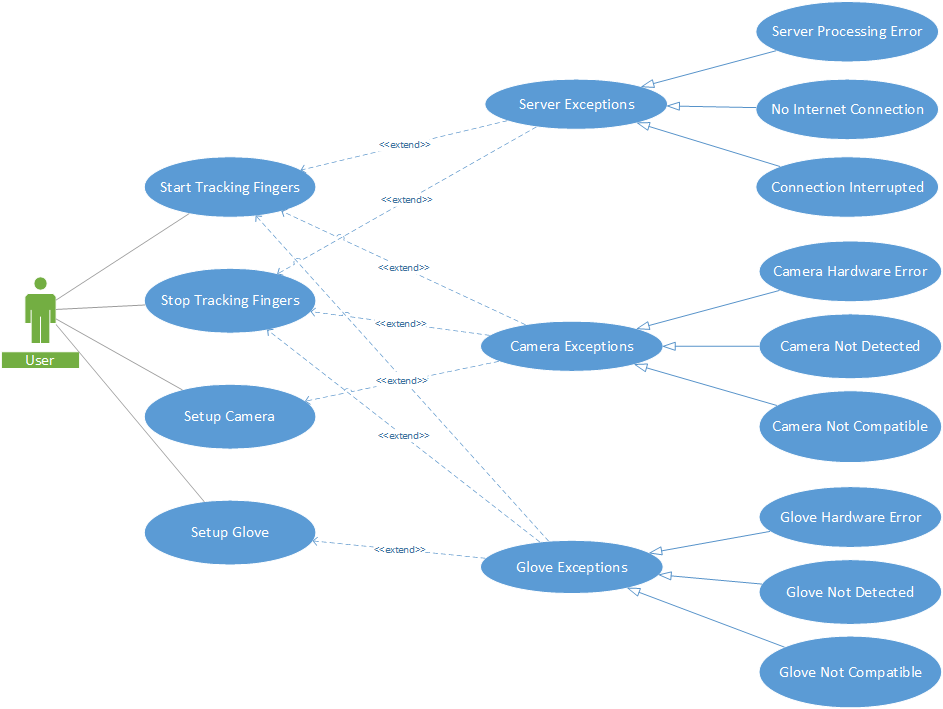 Server Processing Error
Server Exceptions
No Internet Connection
<<extend>>
Start Tracking Fingers
Connection Interrupted
<<extend>>
<<extend>>
Camera Hardware Error
Stop Tracking Fingers
<<extend>>
Camera Exceptions
Camera Not Detected
User
<<extend>>
Setup Camera
Camera Not Compatible
<<extend>>
Glove Hardware Error
Setup Glove
<<extend>>
Glove Exceptions
Glove Not Detected
Glove Not Compatible